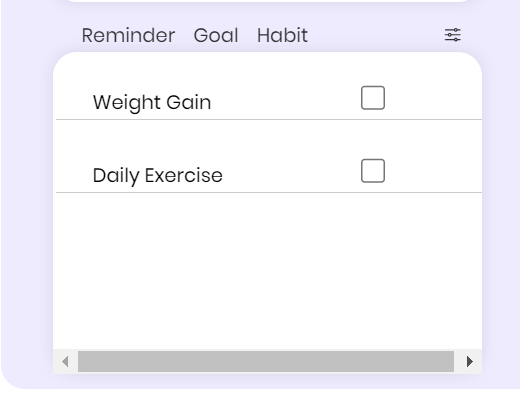 Reminder Goal Habit
Weight Gain
Daily Exercise